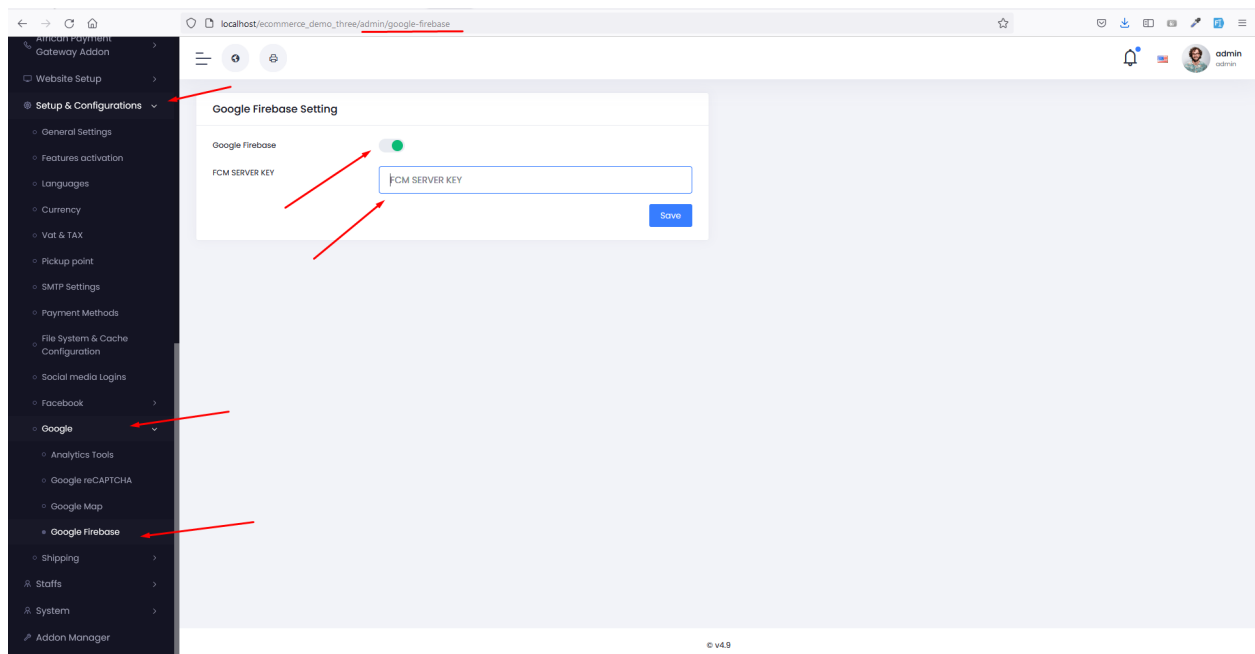 localhost/ecommerce_demo_three/admin/google-firebase
African Payment
Gateway Addon
Website Setup
Setup & Configurations
General Settings
Features activation
Languages
Currency
Vat & TAX
Pickup point
SMTP Settings
Payment Methods
File System & Cache
Configuration
Social media Logins
Facebook
Google
Analytics Tools
Google reCAPTCHA
Google Map
Google Firebase
Shipping
Staffs
System
Addon Manager
admin
admin
Google Firebase Setting
Google Firebase
FCM SERVER KEY
FCM SERVER KEY
Save
© v4.9